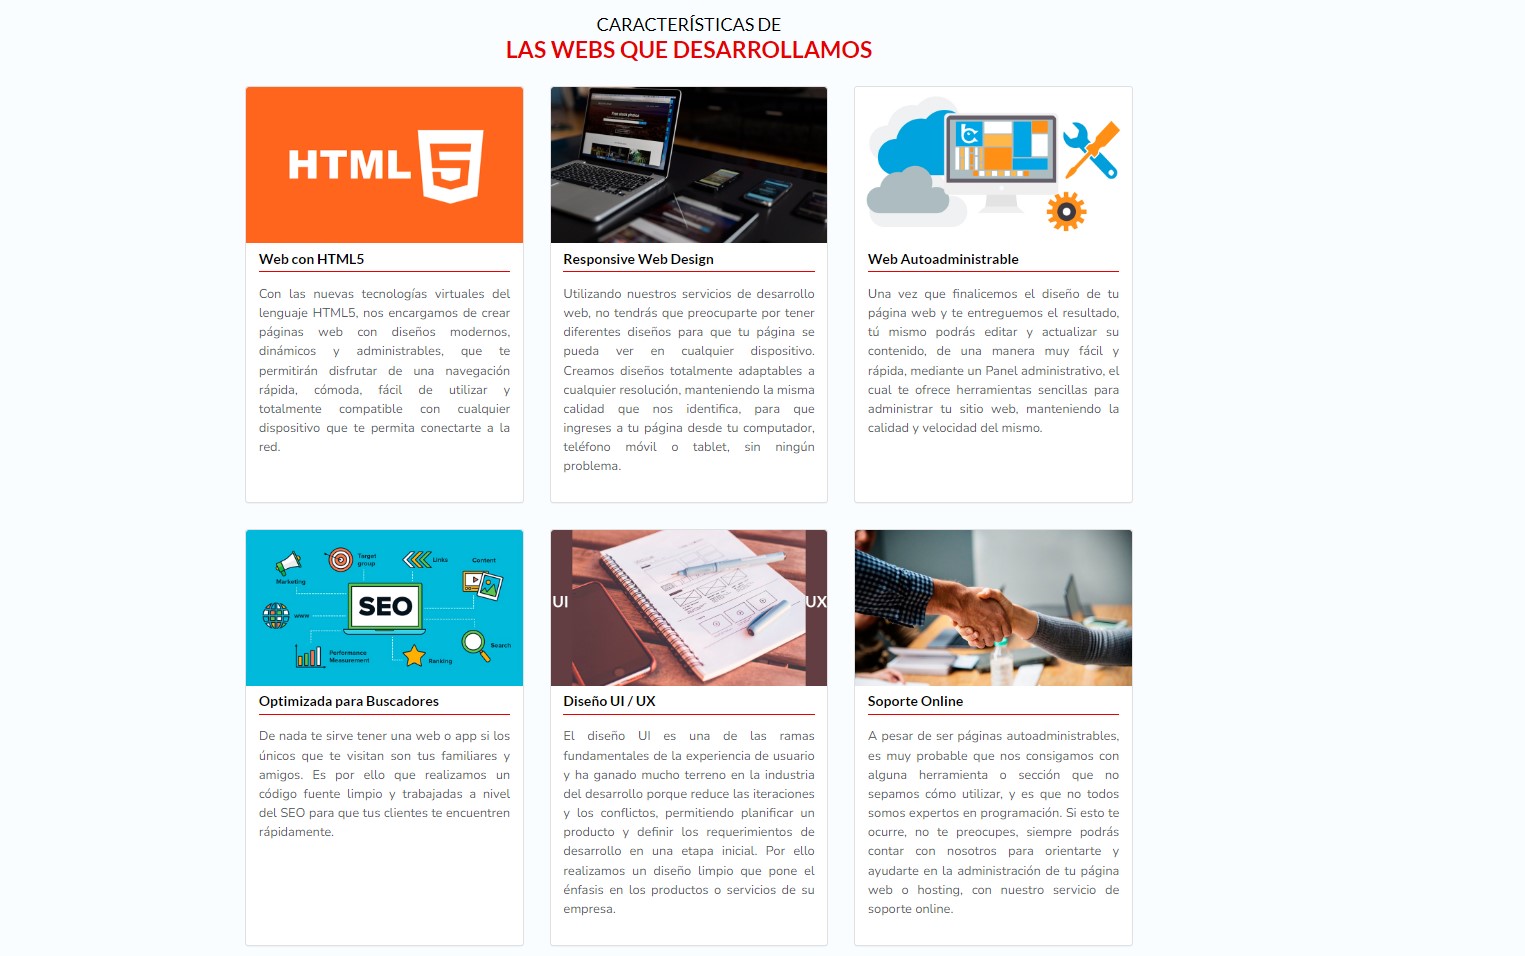 CARACTERÍSTICAS DE
LAS WEBS QUE DESARROLLAMOS
HTML 5
Web con HTML5
Con las nuevas tecnologías virtuales del
lenguaje HTML5, nos encargamos de crear
páginas web con diseños modernos,
dinámicos y administrables, que te
permitirán disfrutar de una navegación
rápida, cómoda, fácil de utilizar y
totalmente compatible con cualquier
dispositivo que te permita conectarte a la
red.
Free stock photos.
Responsive Web Design
Utilizando nuestros servicios de desarrollo
web, no tendrás que preocuparte por tener
diferentes diseños para que tu página se
pueda ver en cualquier dispositivo.
Creamos diseños totalmente adaptables a
cualquier resolución, manteniendo la misma
calidad que nos identifica, para que
ingreses a tu página desde tu computador,
teléfono móvil o tablet, sin ningún
problema.
Web Autoadministrable
Una vez que finalicemos el diseño de tu
página web y te entreguemos el resultado,
tú mismo podrás editar y actualizar su
contenido, de una manera muy fácil y
rápida, mediante un Panel administrativo, el
cual te ofrece herramientas sencillas para
administrar tu sitio web, manteniendo la
calidad y velocidad del mismo.
Marketing
Target
group
Links
Content
SEO
www
Performance
Measurement
Ranking
Search
Optimizada para Buscadores
De nada te sirve tener una web o app si los
únicos que te visitan son tus familiares y
amigos. Es por ello que realizamos un
código fuente limpio y trabajadas a nivel
del SEO para que tus clientes te encuentren
rápidamente.
UI
UX
Diseño UI / UX
El diseño UI es una de las ramas
fundamentales de la experiencia de usuario
y ha ganado mucho terreno en la industria
del desarrollo porque reduce las iteraciones
y los conflictos, permitiendo planificar un
producto y definir los requerimientos de
desarrollo en una etapa inicial. Por ello
realizamos un diseño limpio que pone el
énfasis en los productos o servicios de su
empresa.
Soporte Online
A pesar de ser páginas autoadministrables,
es muy probable que nos consigamos con
alguna herramienta o sección que no
sepamos cómo utilizar, y es que no todos
somos expertos en programación. Si esto te
ocurre, no te preocupes, siempre podrás
contar con nosotros para orientarte y
ayudarte en la administración de tu página
web o hosting, con nuestro servicio de
soporte online.